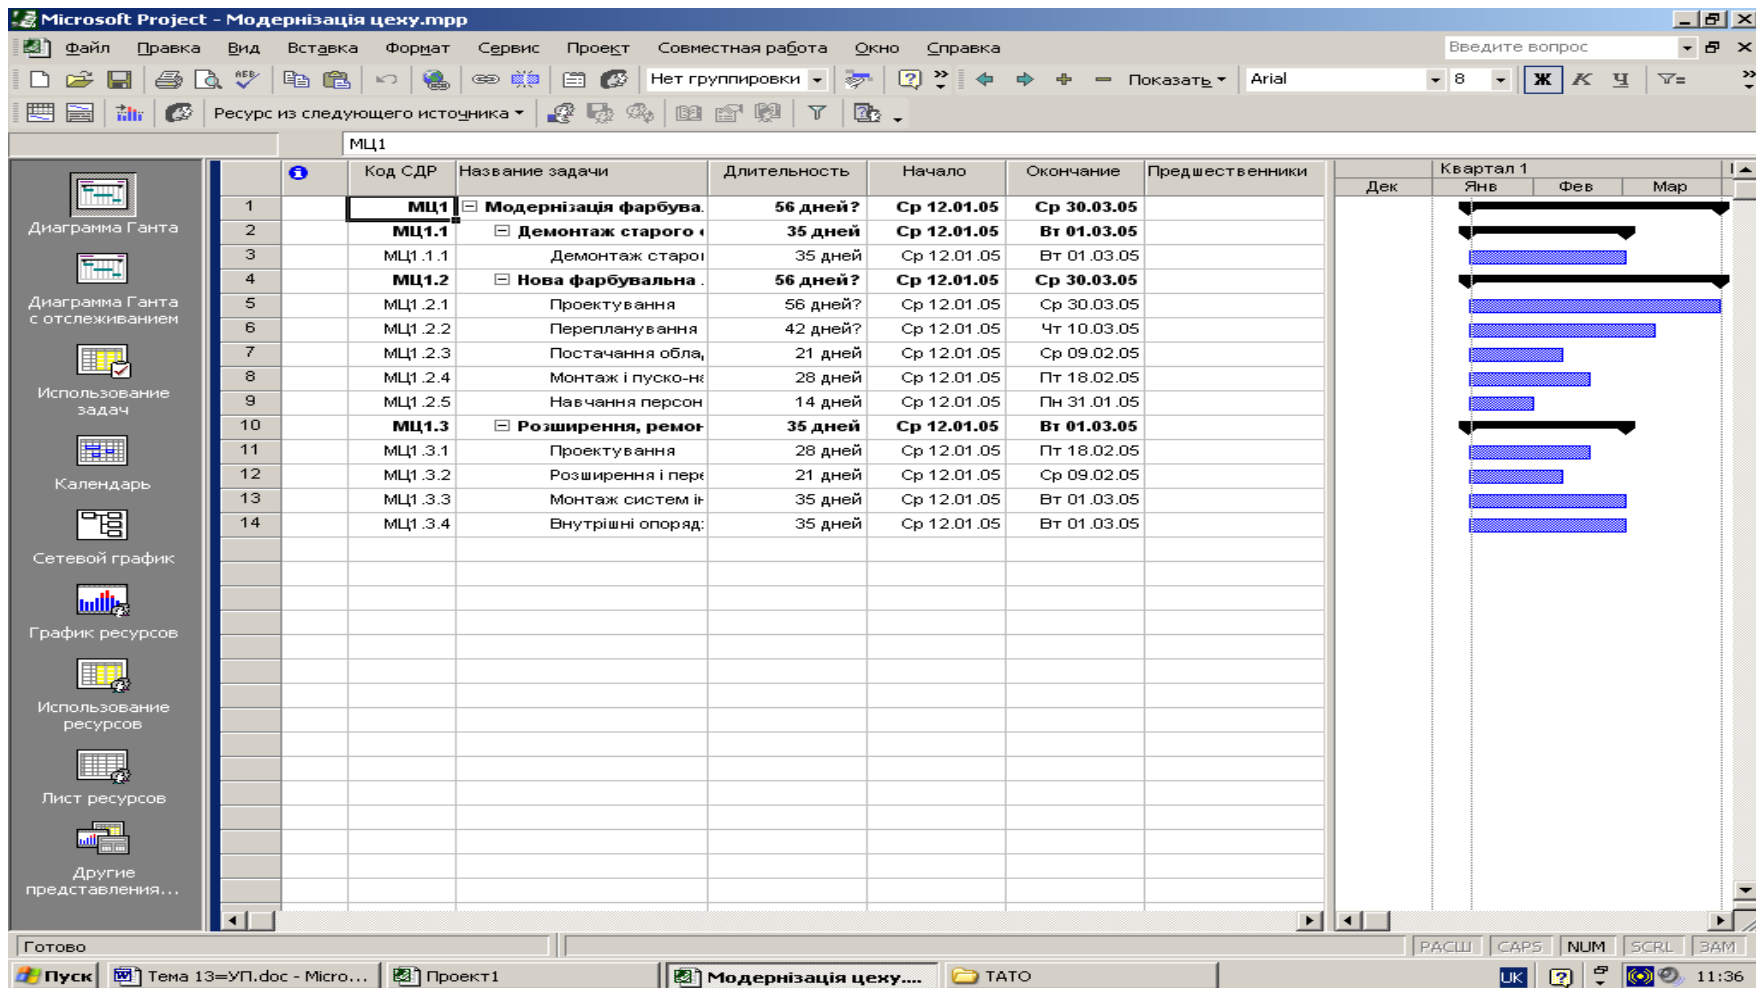 Microsoft Project - Модернізація цеху.mpp
Файл Правка Вид Вставка Формат Сервис Проект Совместная работа Окно Справка Введите вопрос
Нет группировки Показать Arial 8 Ж К Ч
Ресурс из следующего источника
МЦ1
Код СДР Название задачи Длительность Начало Окончание Предшественники Квартал 1
Дек Янв Фев Мар
1 МЦ1 Модернізація фарбува 56 дней? Ср 12.01.05 Ср 30.03.05
2 МЦ1.1 Демонтаж старого 35 дней Ср 12.01.05 Вт 01.03.05
3 МЦ1.1.1 Демонтаж старо 35 дней Ср 12.01.05 Вт 01.03.05
4 МЦ1.2 Нова фарбувальна 56 дней? Ср 12.01.05 Ср 30.03.05
5 МЦ1.2.1 Проектування 56 дней? Ср 12.01.05 Ср 30.03.05
6 МЦ1.2.2 Перепланування 42 дней? Ср 12.01.05 Чт 10.03.05
7 МЦ1.2.3 Постачання обла 21 дней Ср 12.01.05 Ср 09.02.05
8 МЦ1.2.4 Монтаж і пуско-на 28 дней Ср 12.01.05 Пт 18.02.05
9 МЦ1.2.5 Навчання персон 14 дней Ср 12.01.05 Пн 31.01.05
10 МЦ1.3 Розширення, ремон 35 дней Ср 12.01.05 Вт 01.03.05
11 МЦ1.3.1 Проектування 28 дней Ср 12.01.05 Пт 18.02.05
12 МЦ1.3.2 Розширення і пере 21 дней Ср 12.01.05 Ср 09.02.05
13 МЦ1.3.3 Монтаж систем ін 35 дней Ср 12.01.05 Вт 01.03.05
14 МЦ1.3.4 Внутрішні опоряд 35 дней Ср 12.01.05 Вт 01.03.05
Диаграмма Ганта
Диаграмма Ганта
с отслеживанием
Использование
задач
Календарь
Сетевой график
График ресурсов
Использование
ресурсов
Лист ресурсов
Другие
представления...
Готово РАСШ CAPS NUM SCRL ЗАМ
Пуск Тема 13=УП.doc - Micro... Проект1 Модернізація цеху.... ТАТО UK 11:36